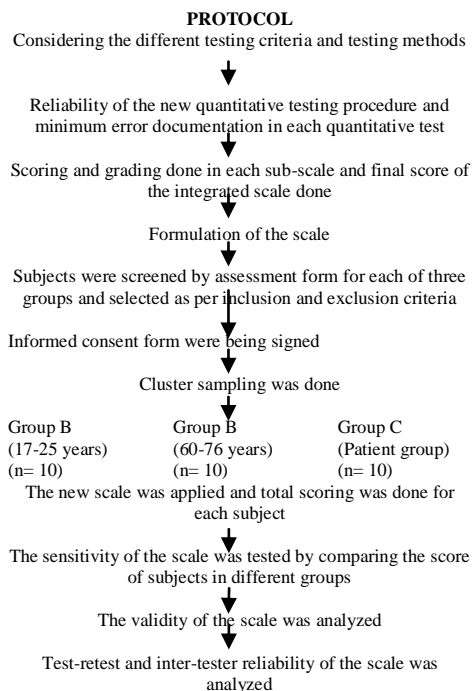 PROTOCOL
Considering the different testing criteria and testing methods
Reliability of the new quantitative testing procedure and
minimum error documentation in each quantitative test
Scoring and grading done in each sub-scale and final score of
the integrated scale done
Formulation of the scale
Subjects were screened by assessment form for each of three
groups and selected as per inclusion and exclusion criteria
Informed consent form were being signed
Cluster sampling was done
Group B Group B Group C
(17-25 years) (60-76 years) (Patient group)
(n= 10) (n= 10) (n= 10)
The new scale was applied and total scoring was done for
each subject
The sensitivity of the scale was tested by comparing the score
of subjects in different groups
The validity of the scale was analyzed
Test-retest and inter-tester reliability of the scale was
analyzed